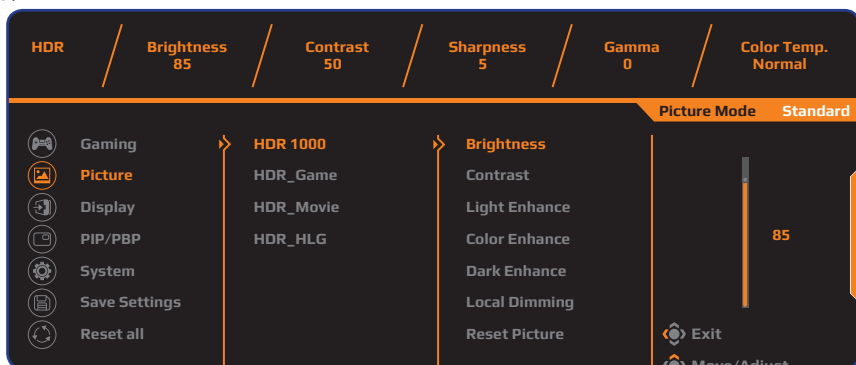 HDR
Brightness
85
Contrast
50
Sharpness
5
Gamma
0
Color Temp.
Normal
Picture Mode Standard
Gaming
Picture
Display
PIP/PBP
System
Save Settings
Reset all
HDR 1000
HDR_Game
HDR_Movie
HDR_HLG
Brightness
Contrast
Light Enhance
Color Enhance
Dark Enhance
Local Dimming
Reset Picture
85
Exit
Move/Adjust